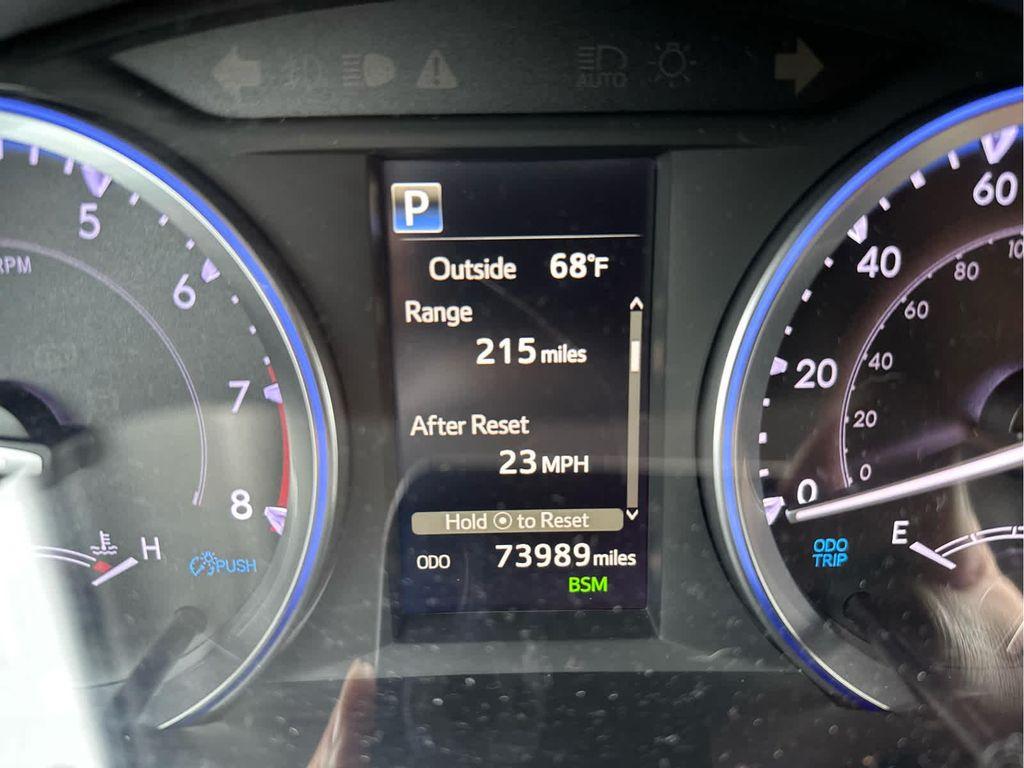 AUTO
P
Outside 68°F
Range
215 miles
After Reset
23 MPH
Hold ⦿ to Reset
ODO 73989 miles
BSM
5
RPM
6
7
8
H
PUSH
60
40
20
0
100
80
60
40
20
0
E
ODO
TRIP